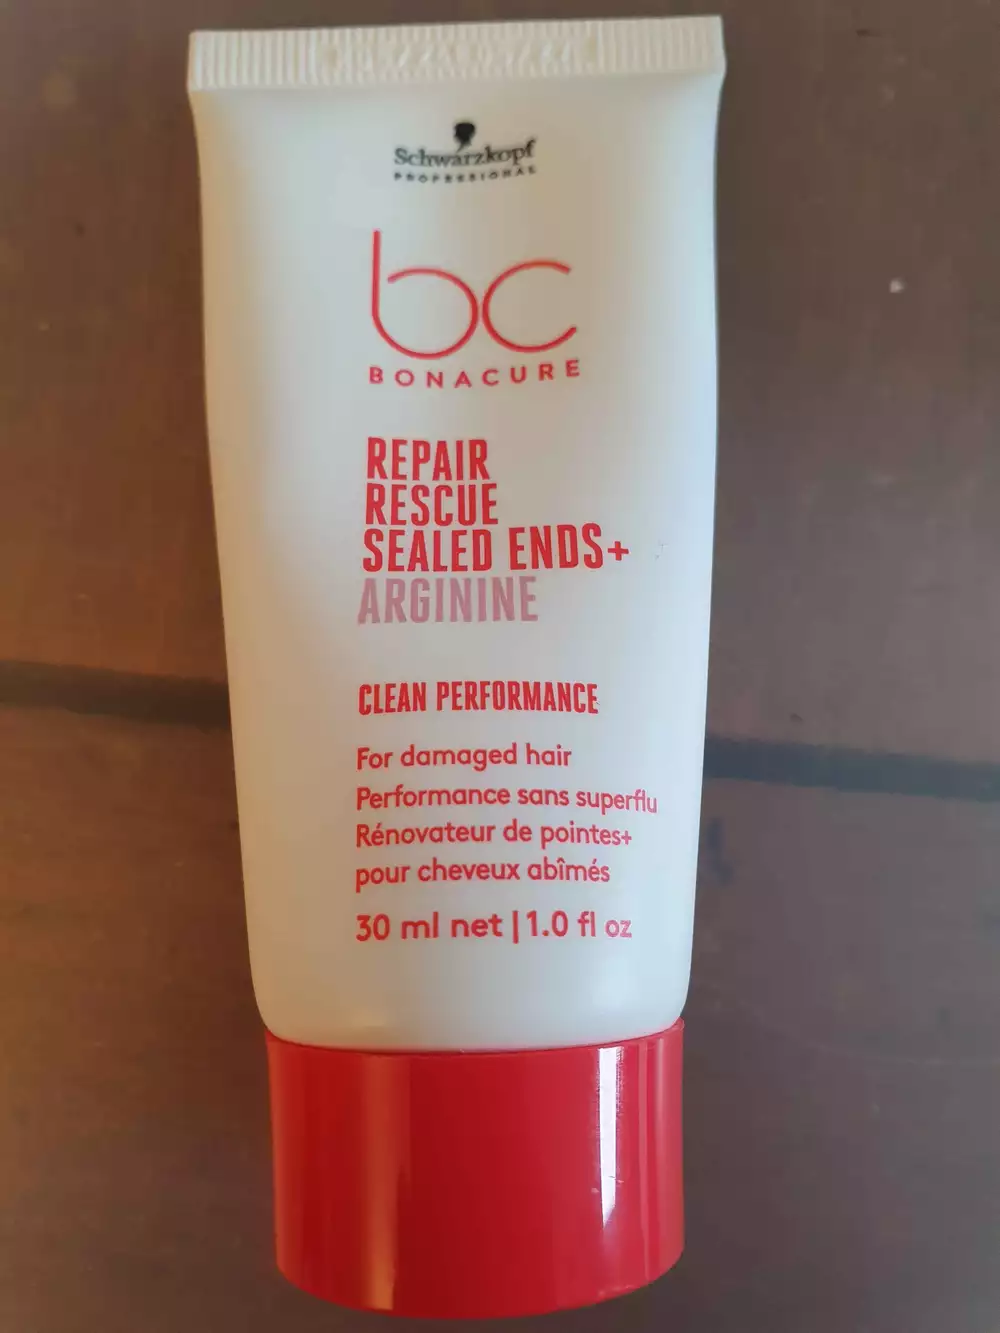 Schwarzkopf
PROFESSIONAL
bc
BONACURE
REPAIR
RESCUE
SEALED ENDS+
ARGININE
CLEAN PERFORMANCE
For damaged hair
Performance sans superflu
Rénovateur de pointes+
pour cheveux abîmés
30 ml net | 1.0 fl oz